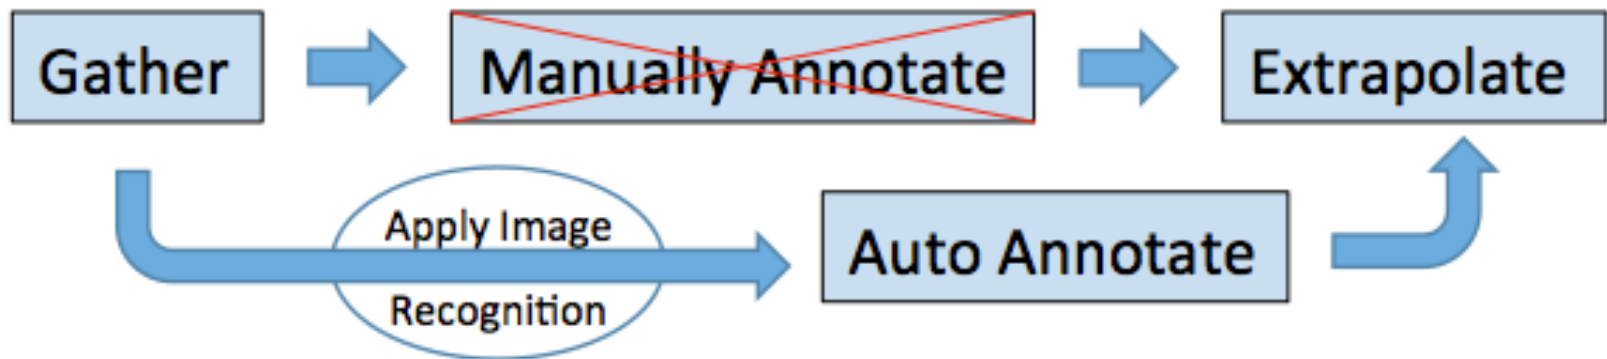 Gather
Manually Annotate
Extrapolate
Apply Image
Recognition
Auto Annotate